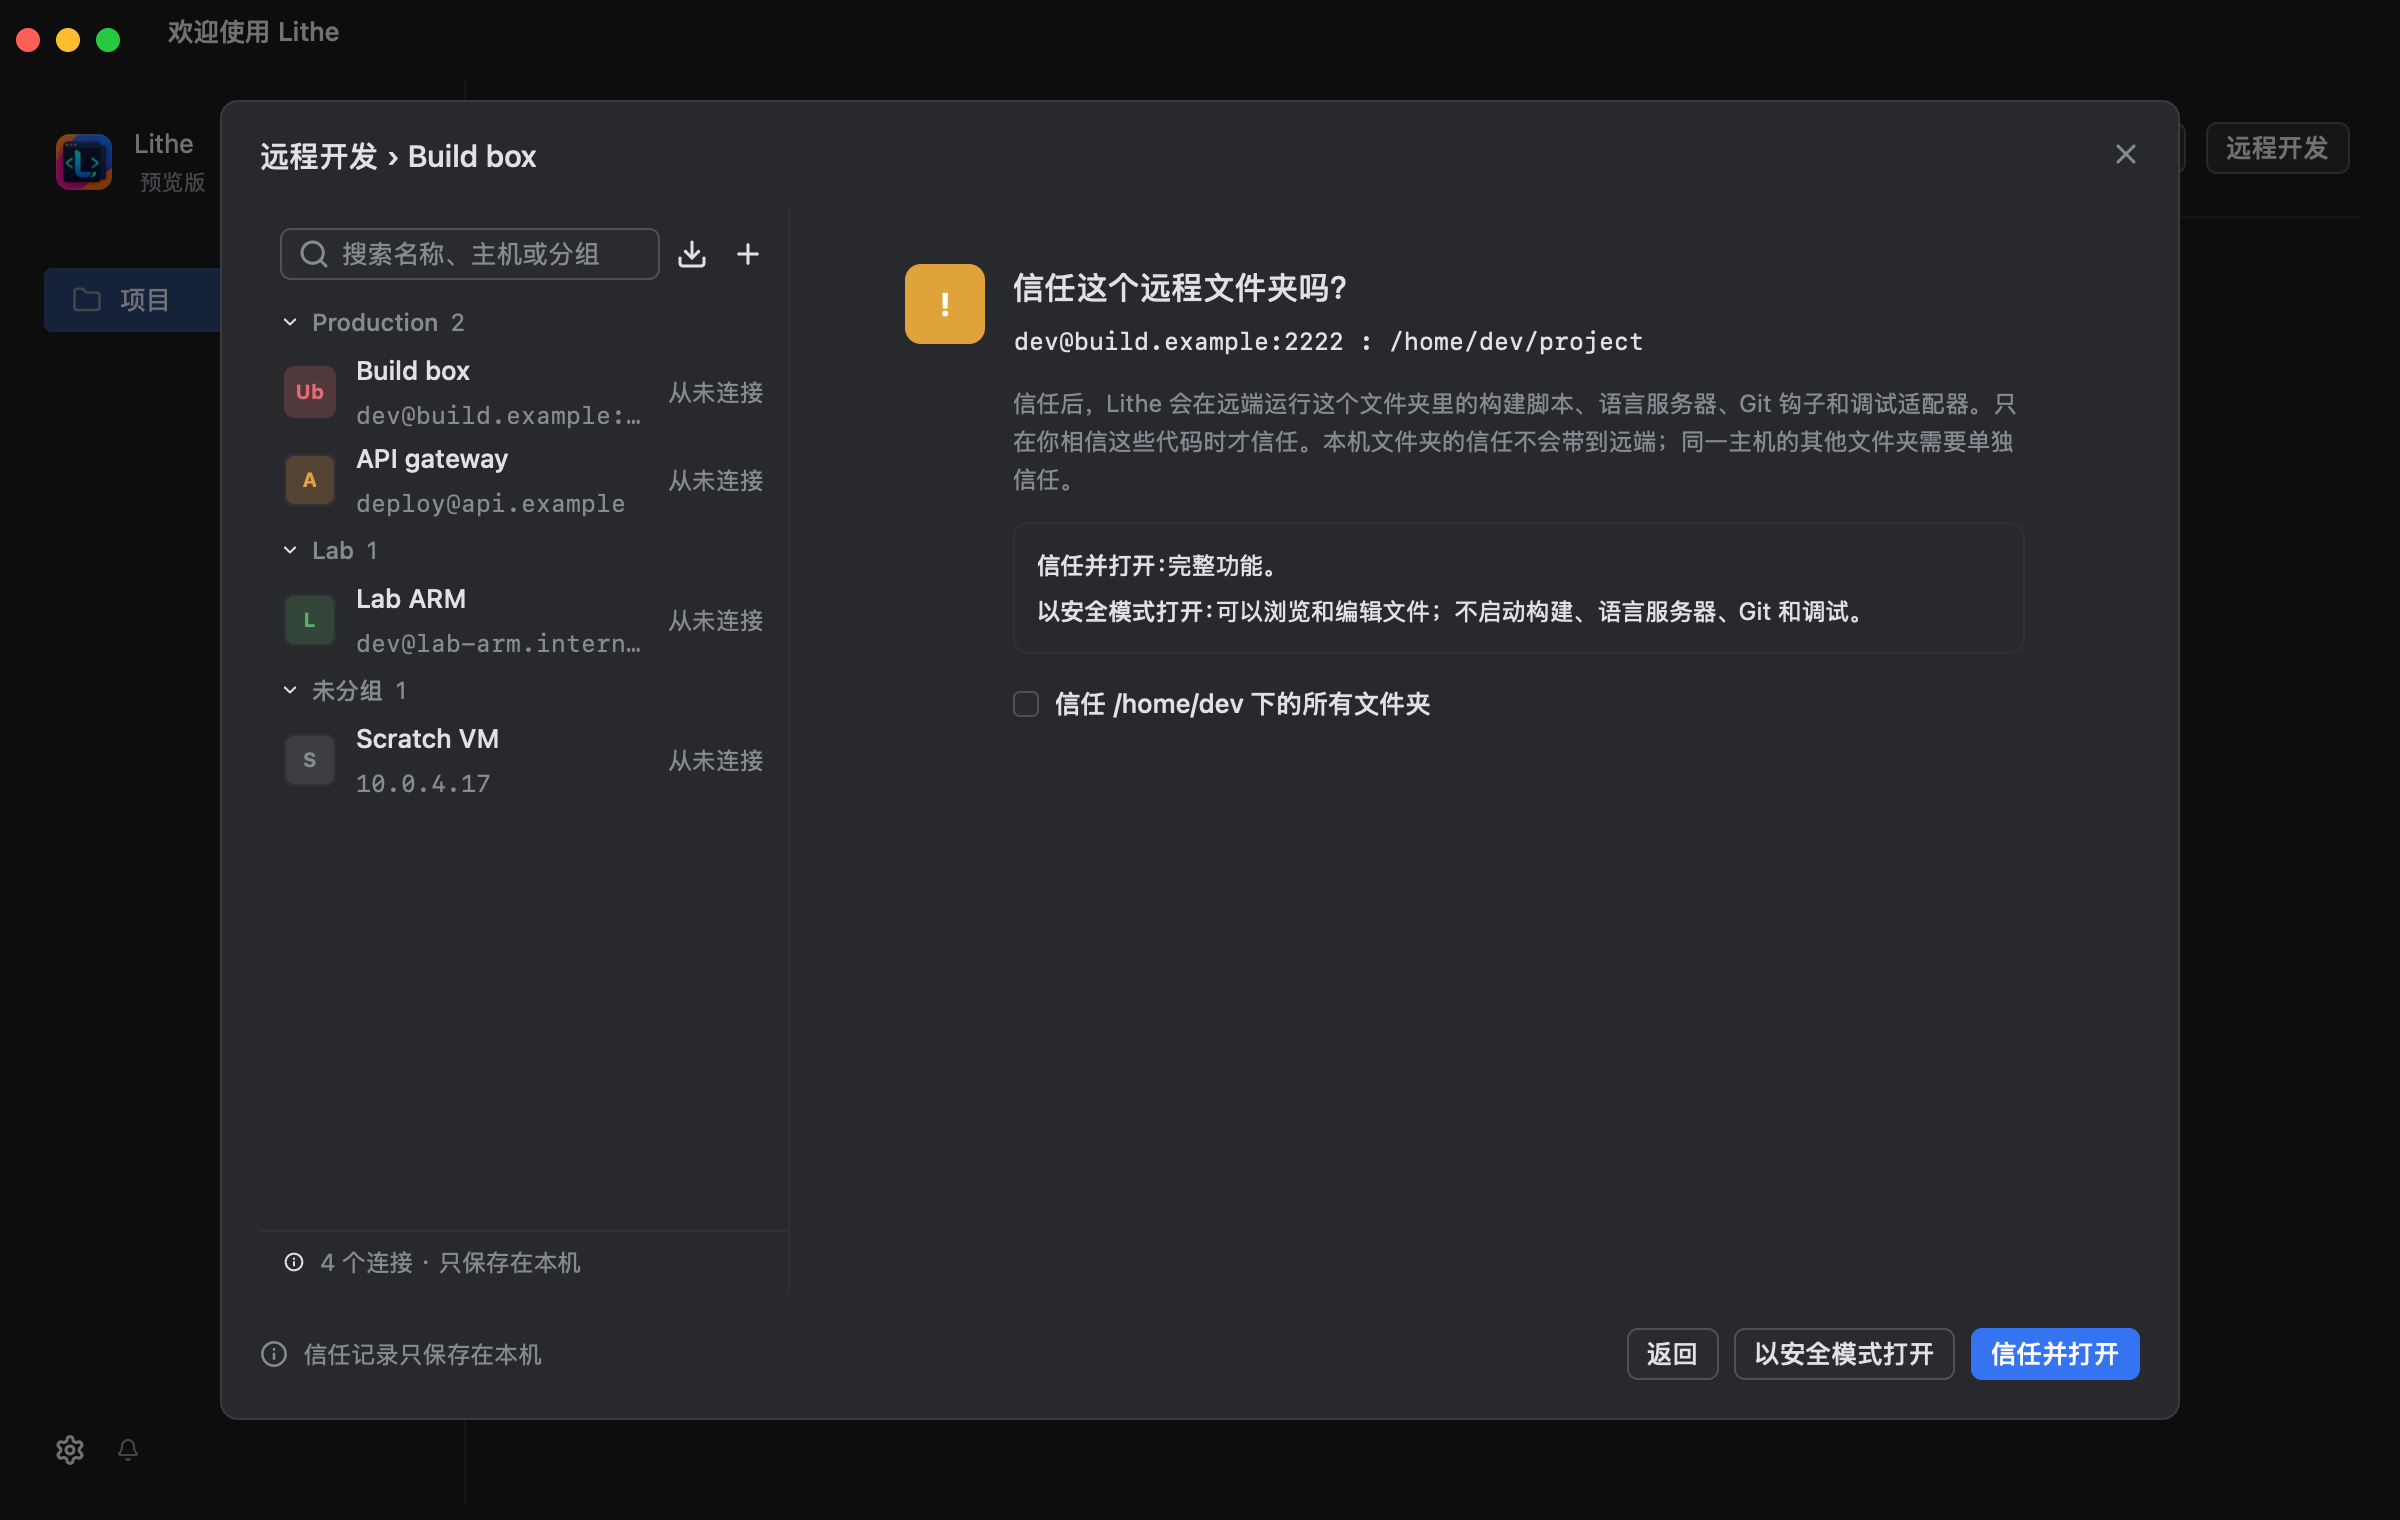 欢迎使用 Lithe
Lithe
预览版
远程开发
项目
远程开发 › Build box
搜索名称、主机或分组
Production 2
Ub
Build box
dev@build.example:…
从未连接
A
API gateway
deploy@api.example
从未连接
Lab 1
L
Lab ARM
dev@lab-arm.intern…
从未连接
未分组 1
S
Scratch VM
10.0.4.17
从未连接
4 个连接 · 只保存在本机
!
信任这个远程文件夹吗?
dev@build.example:2222 : /home/dev/project
信任后，Lithe 会在远端运行这个文件夹里的构建脚本、语言服务器、Git 钩子和调试适配器。只
在你相信这些代码时才信任。本机文件夹的信任不会带到远端；同一主机的其他文件夹需要单独
信任。
信任并打开:完整功能。
以安全模式打开:可以浏览和编辑文件；不启动构建、语言服务器、Git 和调试。
信任 /home/dev 下的所有文件夹
信任记录只保存在本机
返回
以安全模式打开
信任并打开